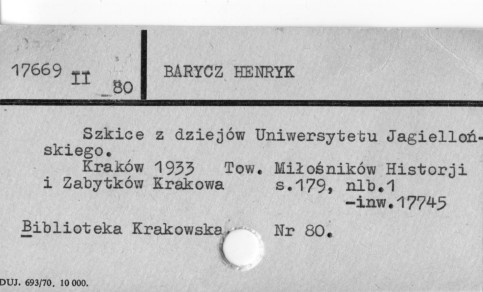 17669 II 80
BARYCZ HENRYK
Szkice z dziejów Uniwersytetu Jagielloń-
skiego.
Kraków 1933 Tow. Miłośników Historji
i Zabytków Krakowa s.179, nlb.1
-inw.17745
Biblioteka Krakowska Nr 80.
DUJ. 693/70. 10 000.